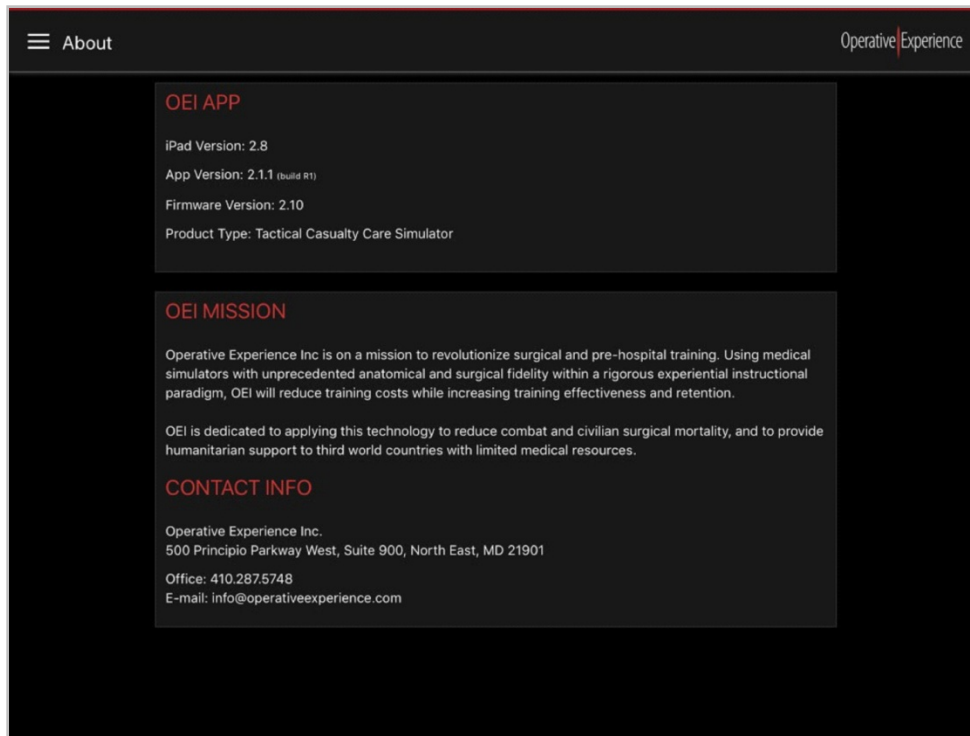 About
Operative Experience
OEI APP
iPad Version: 2.8
App Version: 2.1.1 (build R1)
Firmware Version: 2.10
Product Type: Tactical Casualty Care Simulator
OEI MISSION
Operative Experience Inc is on a mission to revolutionize surgical and pre-hospital training. Using medical
simulators with unprecedented anatomical and surgical fidelity within a rigorous experiential instructional
paradigm, OEI will reduce training costs while increasing training effectiveness and retention.
OEI is dedicated to applying this technology to reduce combat and civilian surgical mortality, and to provide
humanitarian support to third world countries with limited medical resources.
CONTACT INFO
Operative Experience Inc.
500 Principio Parkway West, Suite 900, North East, MD 21901
Office: 410.287.5748
E-mail: info@operativeexperience.com